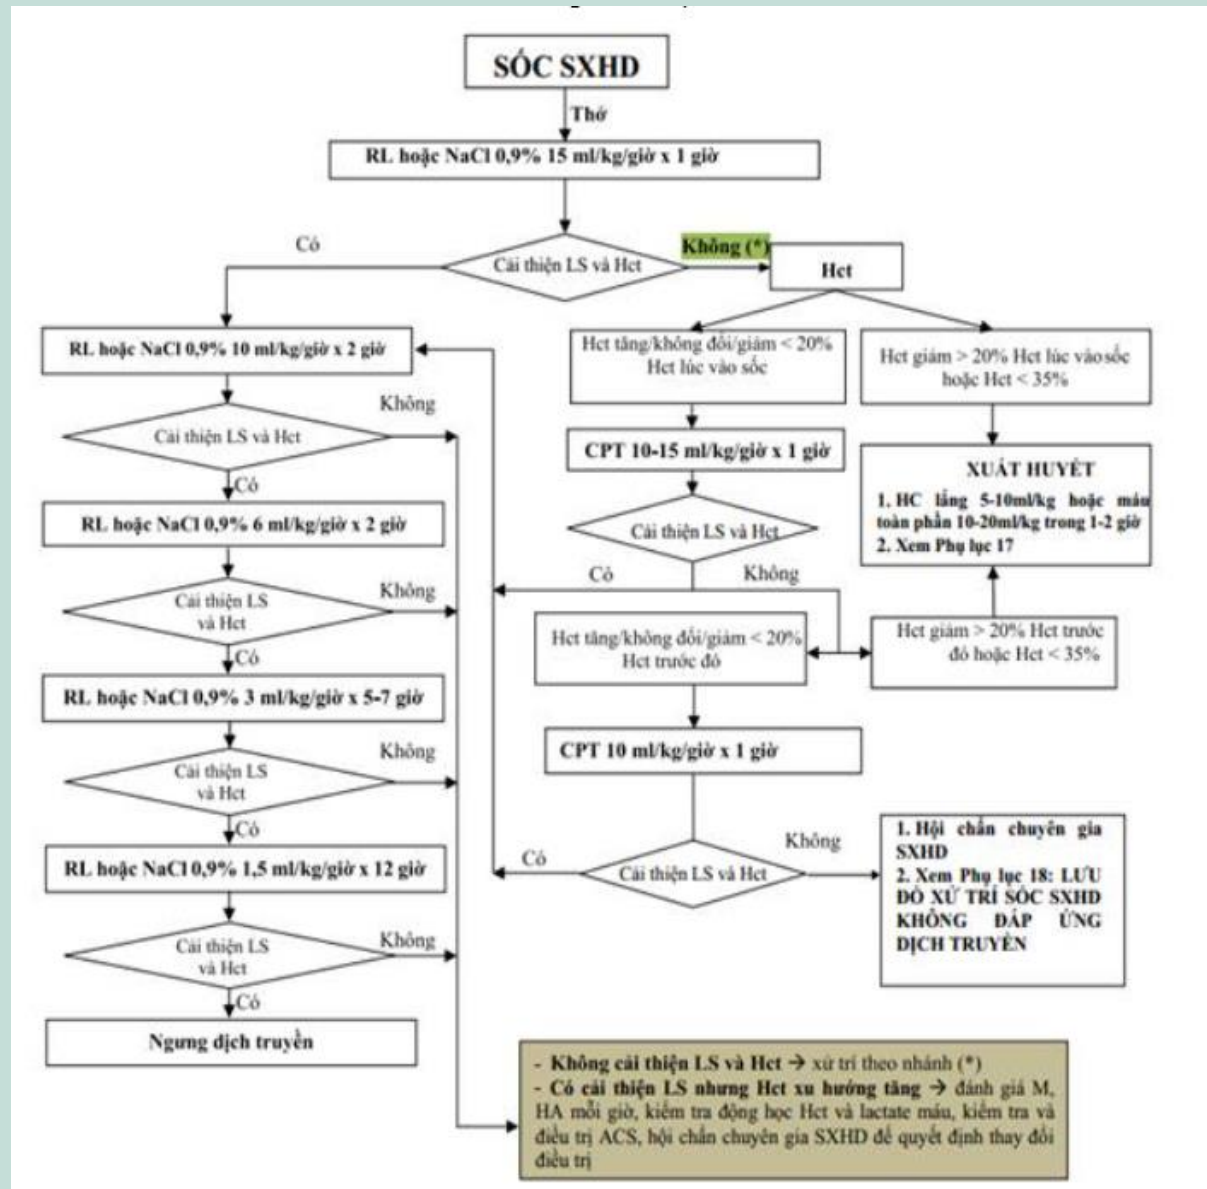 SỐC SXHD
Thở
RL hoặc NaCl 0,9% 15 ml/kg/giờ x 1 giờ
Có
Cải thiện LS và Hct
Không (*)
Hct
RL hoặc NaCl 0,9% 10 ml/kg/giờ x 2 giờ
Hct tăng/không đổi/giảm < 20%
Hct lúc vào sốc
Hct giảm > 20% Hct lúc vào sốc
hoặc Hct < 35%
Không
Cải thiện LS và Hct
Có
CPT 10-15 ml/kg/giờ x 1 giờ
XUẤT HUYẾT
1. HC lắng 5-10ml/kg hoặc máu
toàn phần 10-20ml/kg trong 1-2 giờ
2. Xem Phụ lục 17
RL hoặc NaCl 0,9% 6 ml/kg/giờ x 2 giờ
Cải thiện LS và Hct
Có
Không
Cải thiện LS
và Hct
Không
Có
Hct tăng/không đổi/giảm < 20%
Hct trước đó
Hct giảm > 20% Hct trước
đó hoặc Hct < 35%
RL hoặc NaCl 0,9% 3 ml/kg/giờ x 5-7 giờ
CPT 10 ml/kg/giờ x 1 giờ
Cải thiện LS
và Hct
Không
Có
RL hoặc NaCl 0,9% 1,5 ml/kg/giờ x 12 giờ
Có
Cải thiện LS và Hct
Không
1. Hội chẩn chuyên gia
SXHD
2. Xem Phụ lục 18: LƯU
ĐỒ XỬ TRÍ SỐC SXHD
KHÔNG ĐÁP ỨNG
DỊCH TRUYỀN
Cải thiện LS
và Hct
Không
Có
Ngưng dịch truyền
- Không cải thiện LS và Hct → xử trí theo nhánh (*)
- Có cải thiện LS nhưng Hct xu hướng tăng → đánh giá M,
HA mỗi giờ, kiểm tra động học Hct và lactate máu, kiểm tra và
điều trị ACS, hội chẩn chuyên gia SXHD để quyết định thay đổi
điều trị